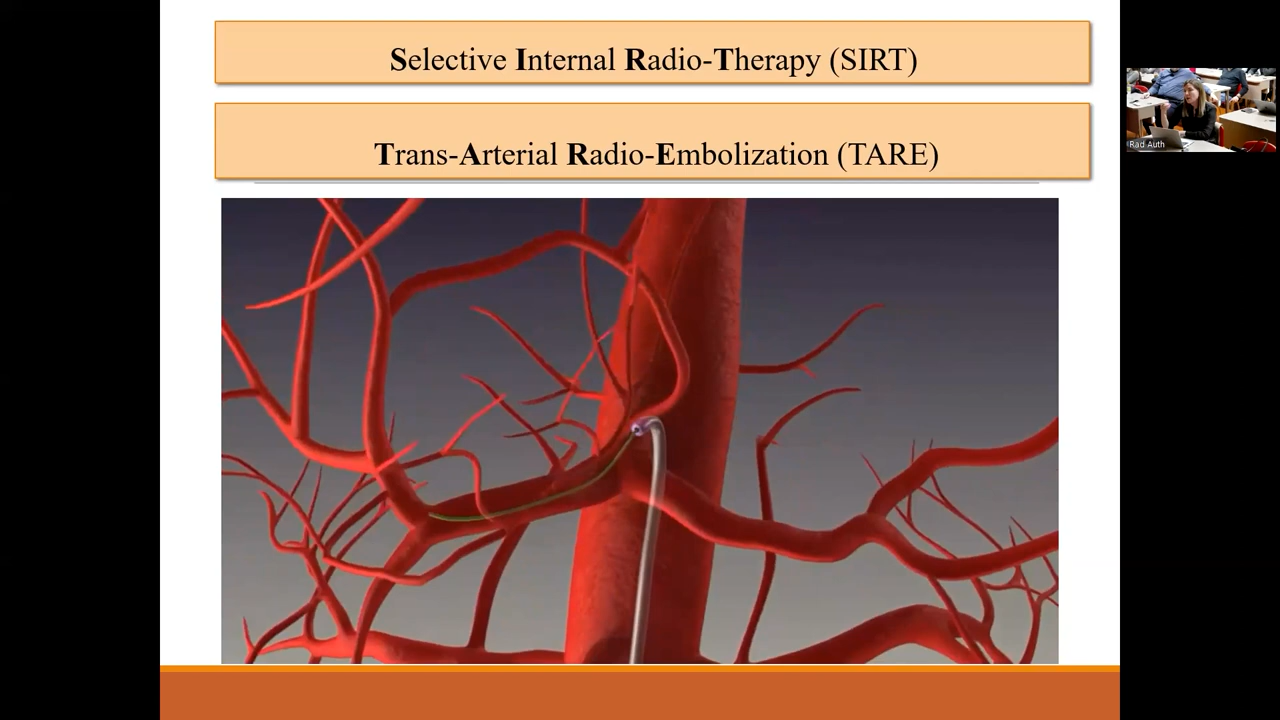 Selective Internal Radio-Therapy (SIRT)
Trans-Arterial Radio-Embolization (TARE)
Rad Auth